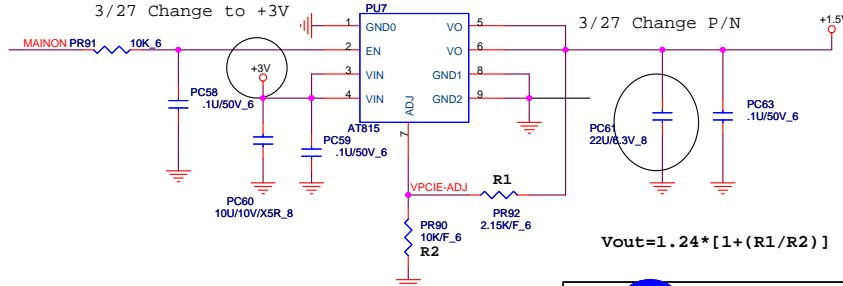 3/27 Change to +3V
PU7
3/27 Change P/N
+1.5V
MAINON
PR91
10K_6
1
GND0
VO
5
2
EN
VO
6
+3V
3
VIN
GND1
8
4
VIN
GND2
9
ADJ
7
AT815
PC58
.1U/50V_6
PC59
.1U/50V_6
PC60
10U/10V/X5R_8
PC61
22U/6.3V_8
PC63
.1U/50V_6
VPCIE-ADJ
R1
PR92
2.15K/F_6
PR90
10K/F_6
R2
Vout=1.24*[1+(R1/R2)]